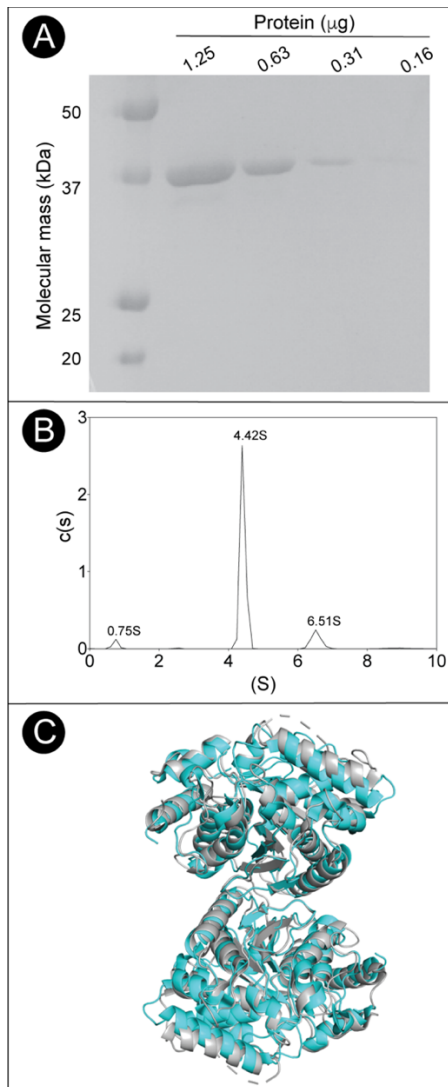 A
Protein (μg)
1.25 0.63 0.31 0.16
Molecular mass (kDa)
50
37
25
20
B
c(s)
3
2
1
0
4.42S
0.75S
6.51S
0 2 4 6 8 10
(S)
C